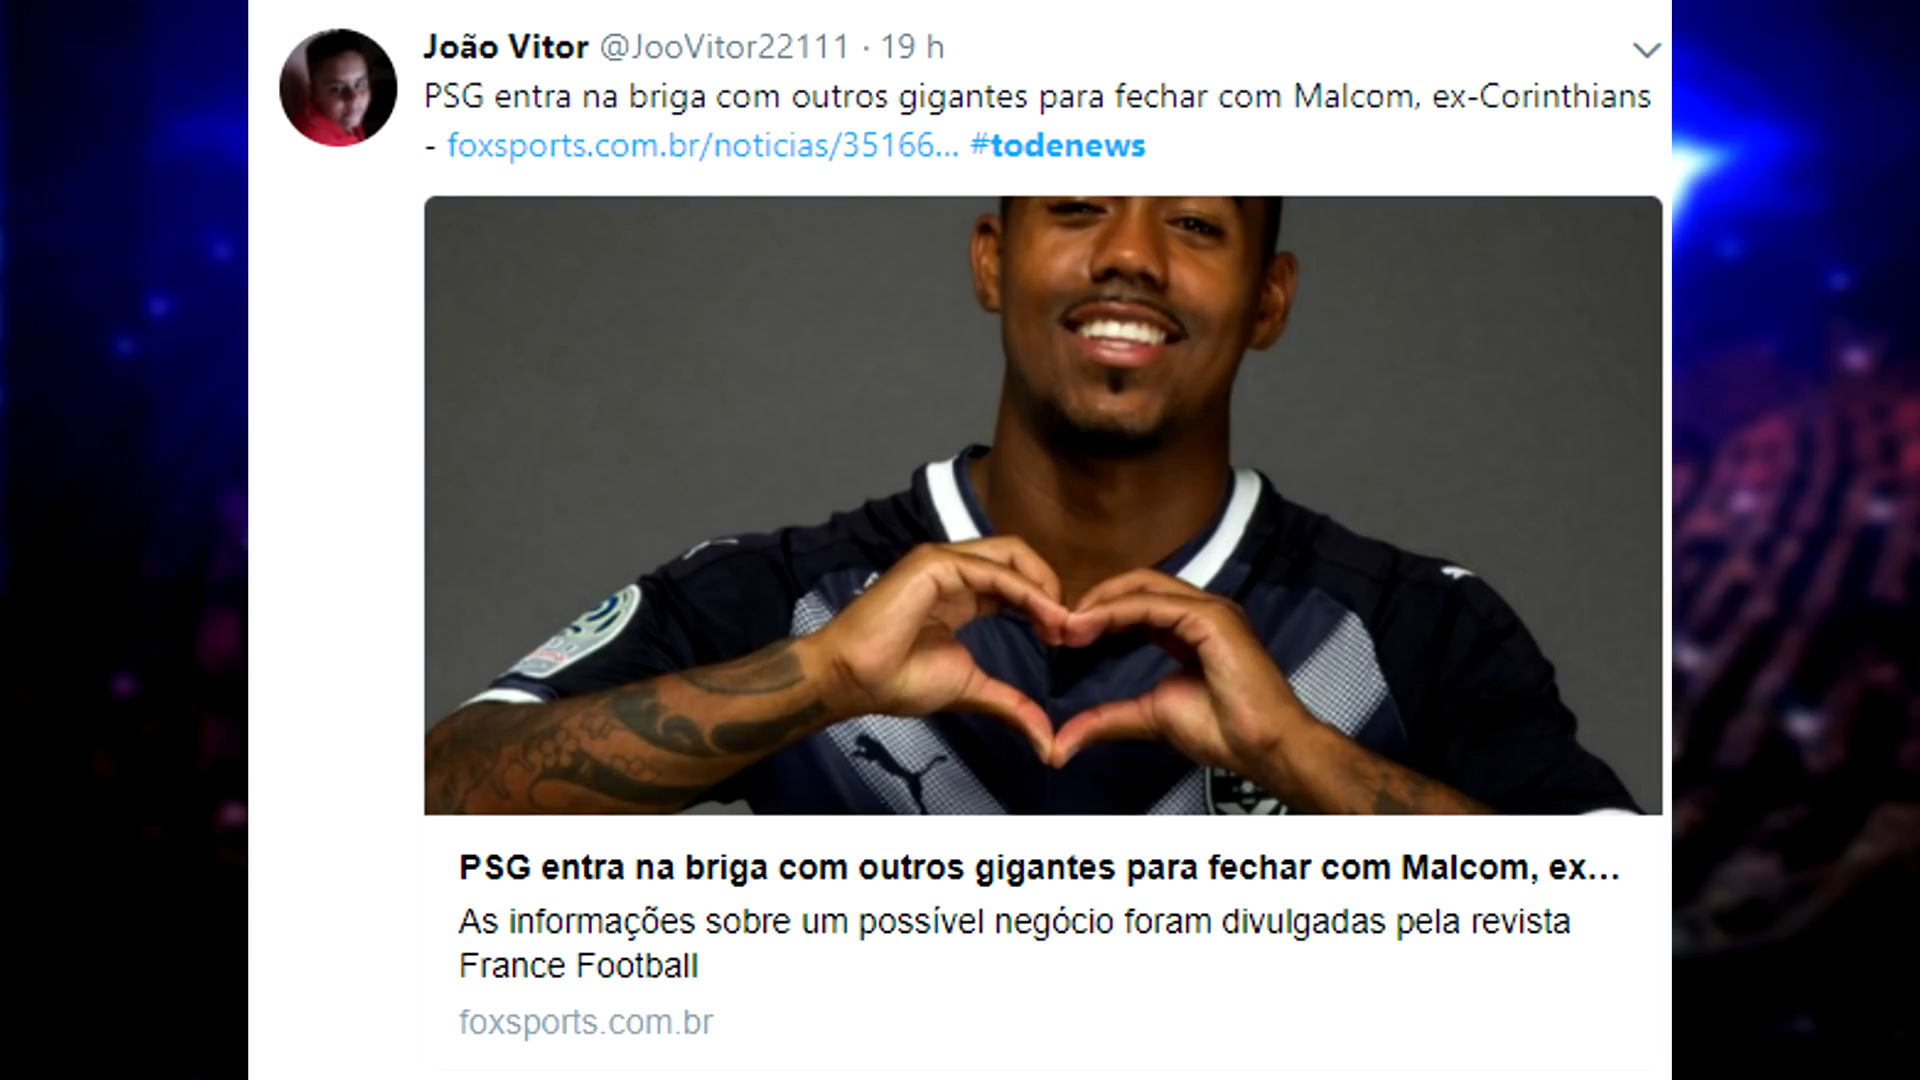 João Vitor @JooVitor22111 · 19 h
PSG entra na briga com outros gigantes para fechar com Malcom, ex-Corinthians
- foxsports.com.br/noticias/35166... #todenews
PSG entra na briga com outros gigantes para fechar com Malcom, ex...
As informações sobre um possível negócio foram divulgadas pela revista
France Football
foxsports.com.br